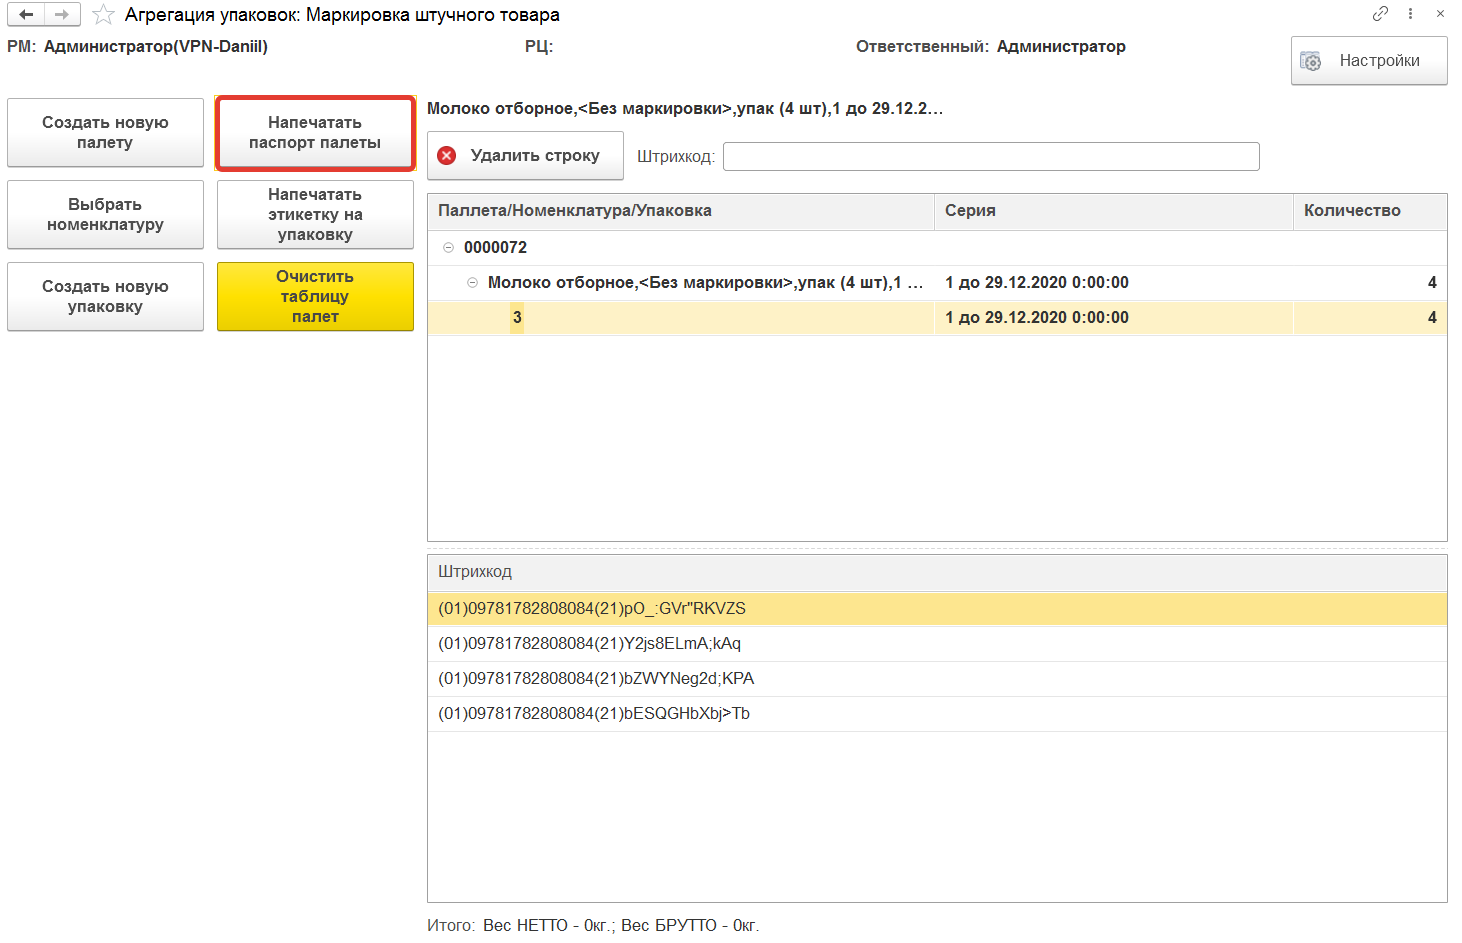 Агрегация упаковок: Маркировка штучного товара
РМ: Администратор(VPN-Daniil)
РЦ:
Ответственный: Администратор
Настройки
Создать новую
палету
Напечатать
паспорт палеты
Выбрать
номенклатуру
Напечатать
этикетку на
упаковку
Создать новую
упаковку
Очистить
таблицу
палет
Молоко отборное,<Без маркировки>,упак (4 шт),1 до 29.12.2…
Удалить строку
Штрихкод:
Паллета/Номенклатура/Упаковка Серия Количество
0000072
Молоко отборное,<Без маркировки>,упак (4 шт),1 … 1 до 29.12.2020 0:00:00 4
3 1 до 29.12.2020 0:00:00 4
Штрихкод
(01)09781782808084(21)pO_:GVr"RKVZS
(01)09781782808084(21)Y2js8ELmA;kAq
(01)09781782808084(21)bZWYNeg2d;KPA
(01)09781782808084(21)bESQGHbXbj>Tb
Итого: Вес НЕТТО - 0кг.; Вес БРУТТО - 0кг.